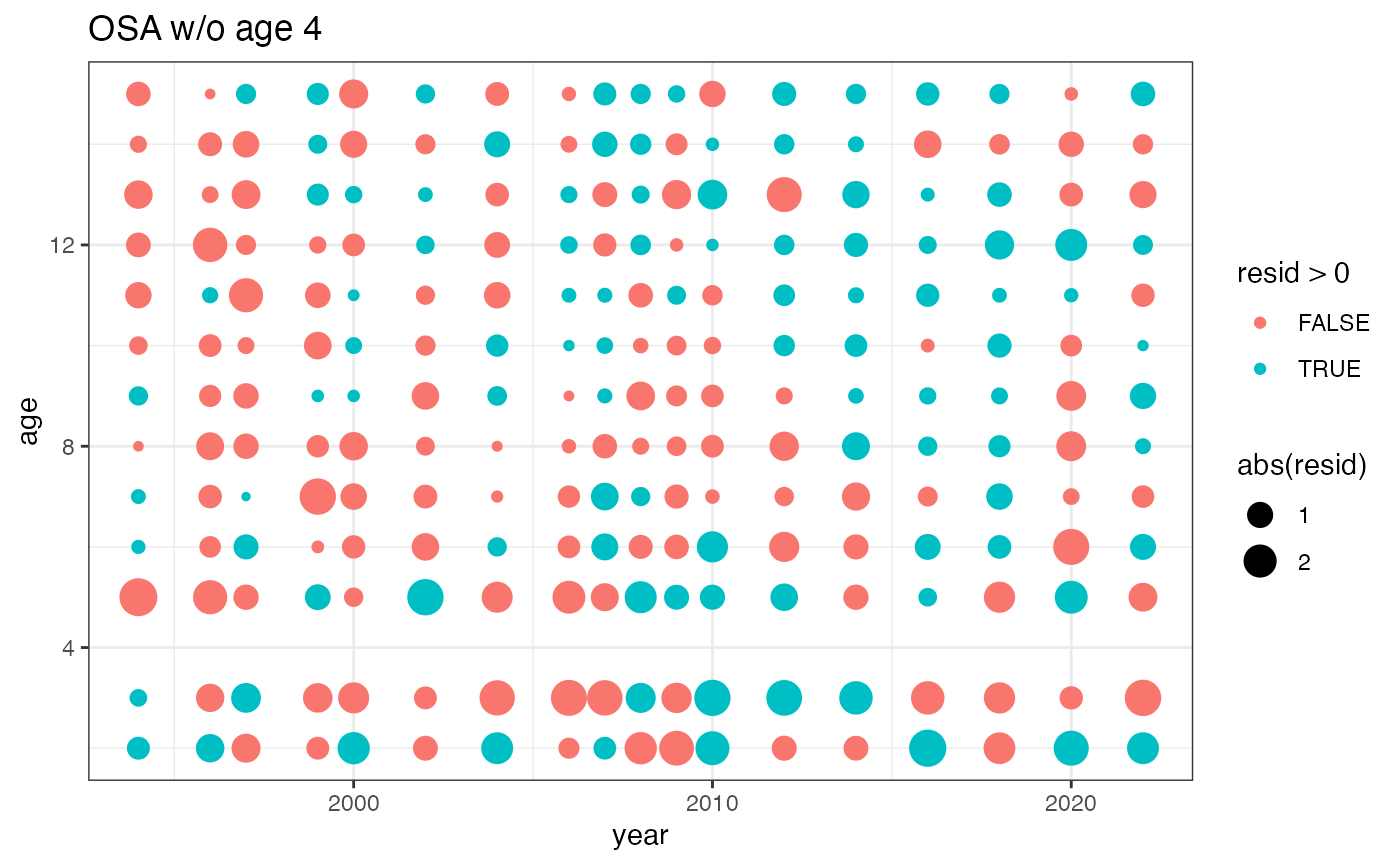 OSA w/o age 4
age
12
8
4
2000
2010
2020
year
resid > 0
FALSE
TRUE
abs(resid)
1
2